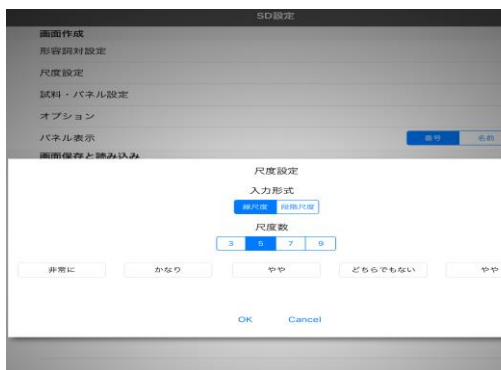 SD設定
画面作成
形容詞対設定
尺度設定
試料・パネル設定
オプション
パネル表示
番号 名前
画面保存と読み込み
尺度設定
入力形式
線尺度 段階尺度
尺度数
3 5 7 9
非常に かなり やや どちらでもない やや
OK Cancel